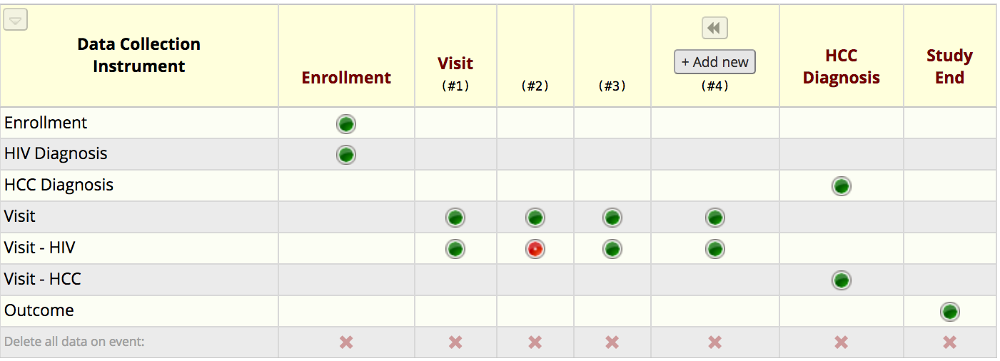 Data Collection
Instrument
Enrollment
Visit
(#1)
(#2)
(#3)
+ Add new
(#4)
HCC
Diagnosis
Study
End
Enrollment
HIV Diagnosis
HCC Diagnosis
Visit
Visit - HIV
Visit - HCC
Outcome
Delete all data on event: